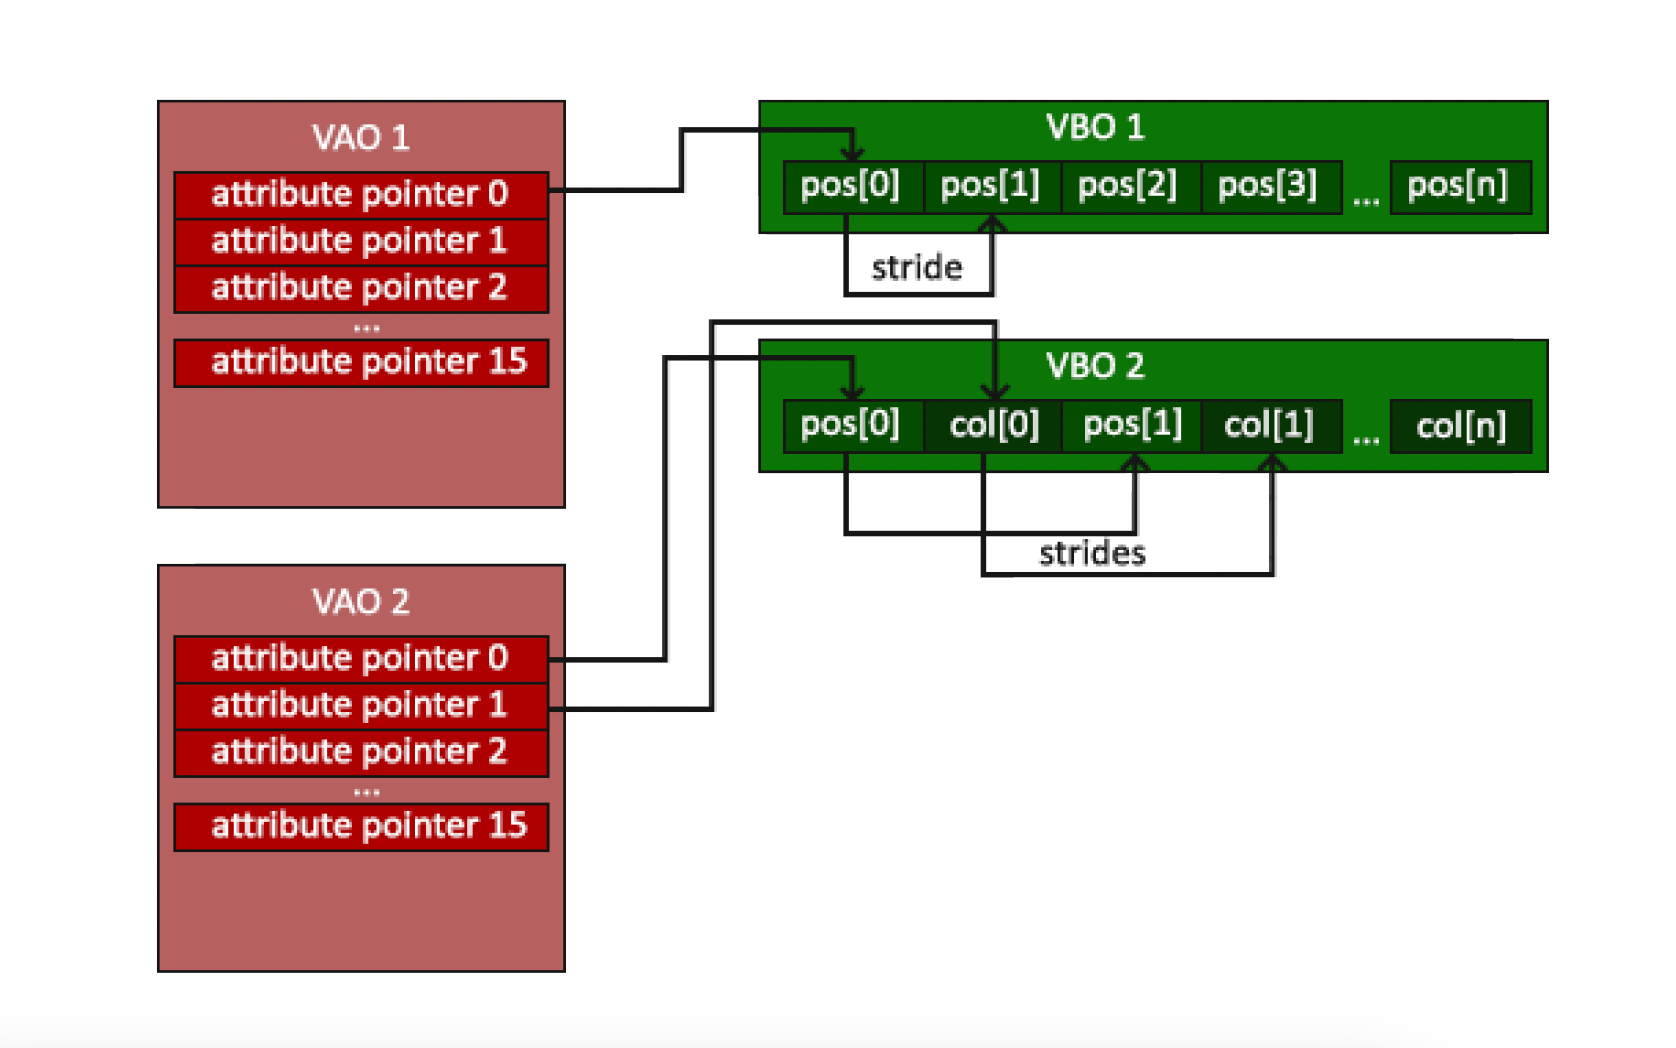 VAO 1
attribute pointer 0
attribute pointer 1
attribute pointer 2
...
attribute pointer 15
VBO 1
pos[0] pos[1] pos[2] pos[3] ... pos[n]
stride
VBO 2
pos[0] col[0] pos[1] col[1] ... col[n]
strides
VAO 2
attribute pointer 0
attribute pointer 1
attribute pointer 2
...
attribute pointer 15